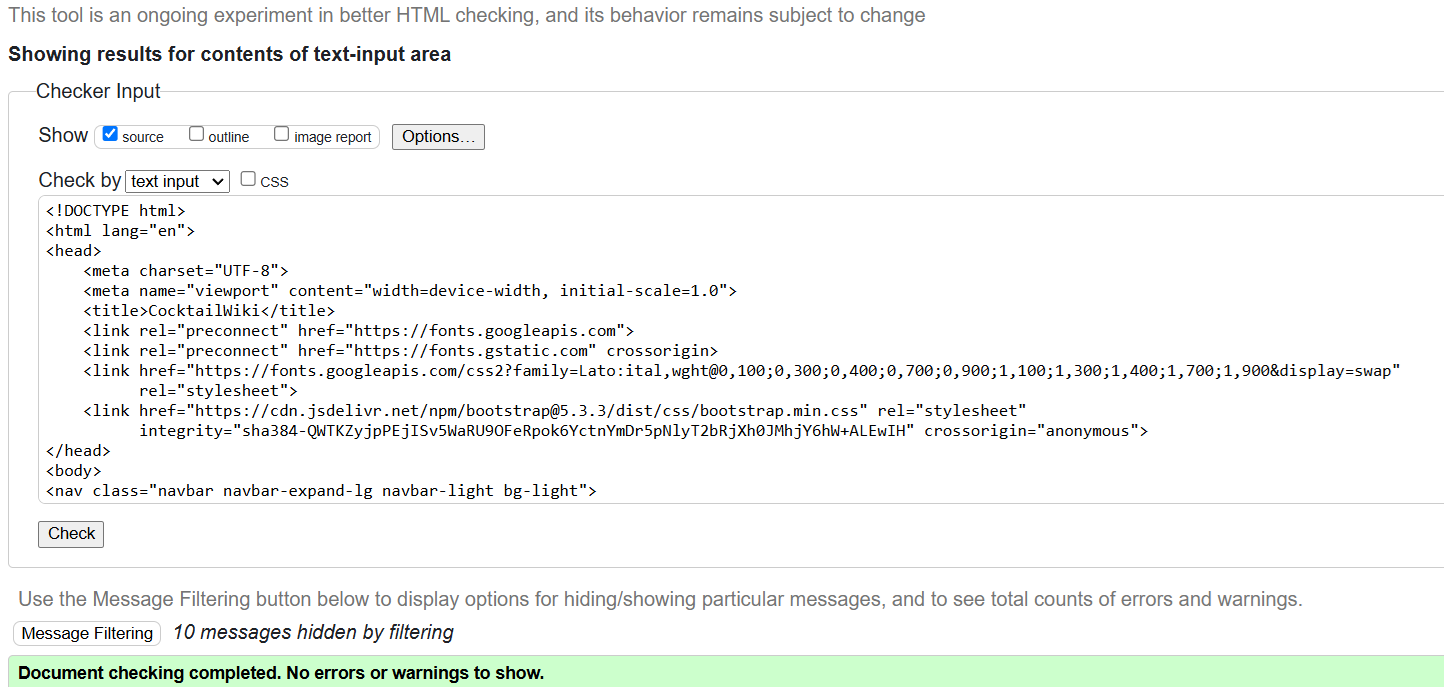 This tool is an ongoing experiment in better HTML checking, and its behavior remains subject to change
Showing results for contents of text-input area
Checker Input
Show source outline image report Options...
Check by text input CSS
<!DOCTYPE html>
<html lang="en">
<head>
    <meta charset="UTF-8">
    <meta name="viewport" content="width=device-width, initial-scale=1.0">
    <title>CocktailWiki</title>
    <link rel="preconnect" href="https://fonts.googleapis.com">
    <link rel="preconnect" href="https://fonts.gstatic.com" crossorigin>
    <link href="https://fonts.googleapis.com/css2?family=Lato:ital,wght@0,100;0,300;0,400;0,700;0,900;1,100;1,300;1,400;1,700;1,900&display=swap"
          rel="stylesheet">
    <link href="https://cdn.jsdelivr.net/npm/bootstrap@5.3.3/dist/css/bootstrap.min.css" rel="stylesheet"
          integrity="sha384-QWTKZyjpPEjISv5WaRU9OFeRpok6YctnYmDr5pNlyT2bRjXh0JMhjY6hW+ALEwIH" crossorigin="anonymous">
</head>
<body>
<nav class="navbar navbar-expand-lg navbar-light bg-light">
Check
Use the Message Filtering button below to display options for hiding/showing particular messages, and to see total counts of errors and warnings.
Message Filtering 10 messages hidden by filtering
Document checking completed. No errors or warnings to show.